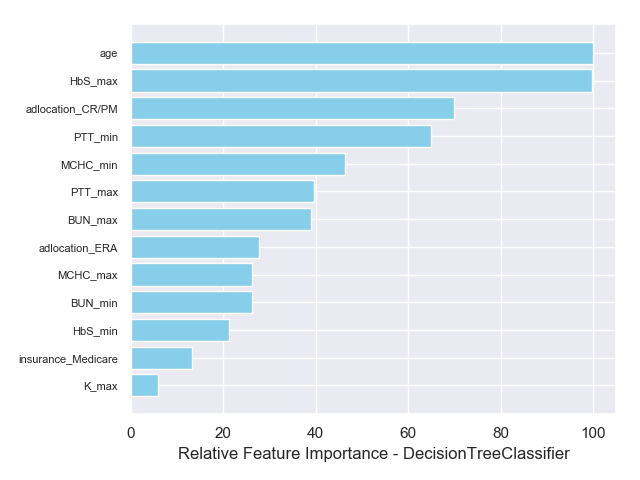 age
HbS_max
adlocation_CR/PM
PTT_min
MCHC_min
PTT_max
BUN_max
adlocation_ERA
MCHC_max
BUN_min
HbS_min
insurance_Medicare
K_max
0 20 40 60 80 100
Relative Feature Importance - DecisionTreeClassifier